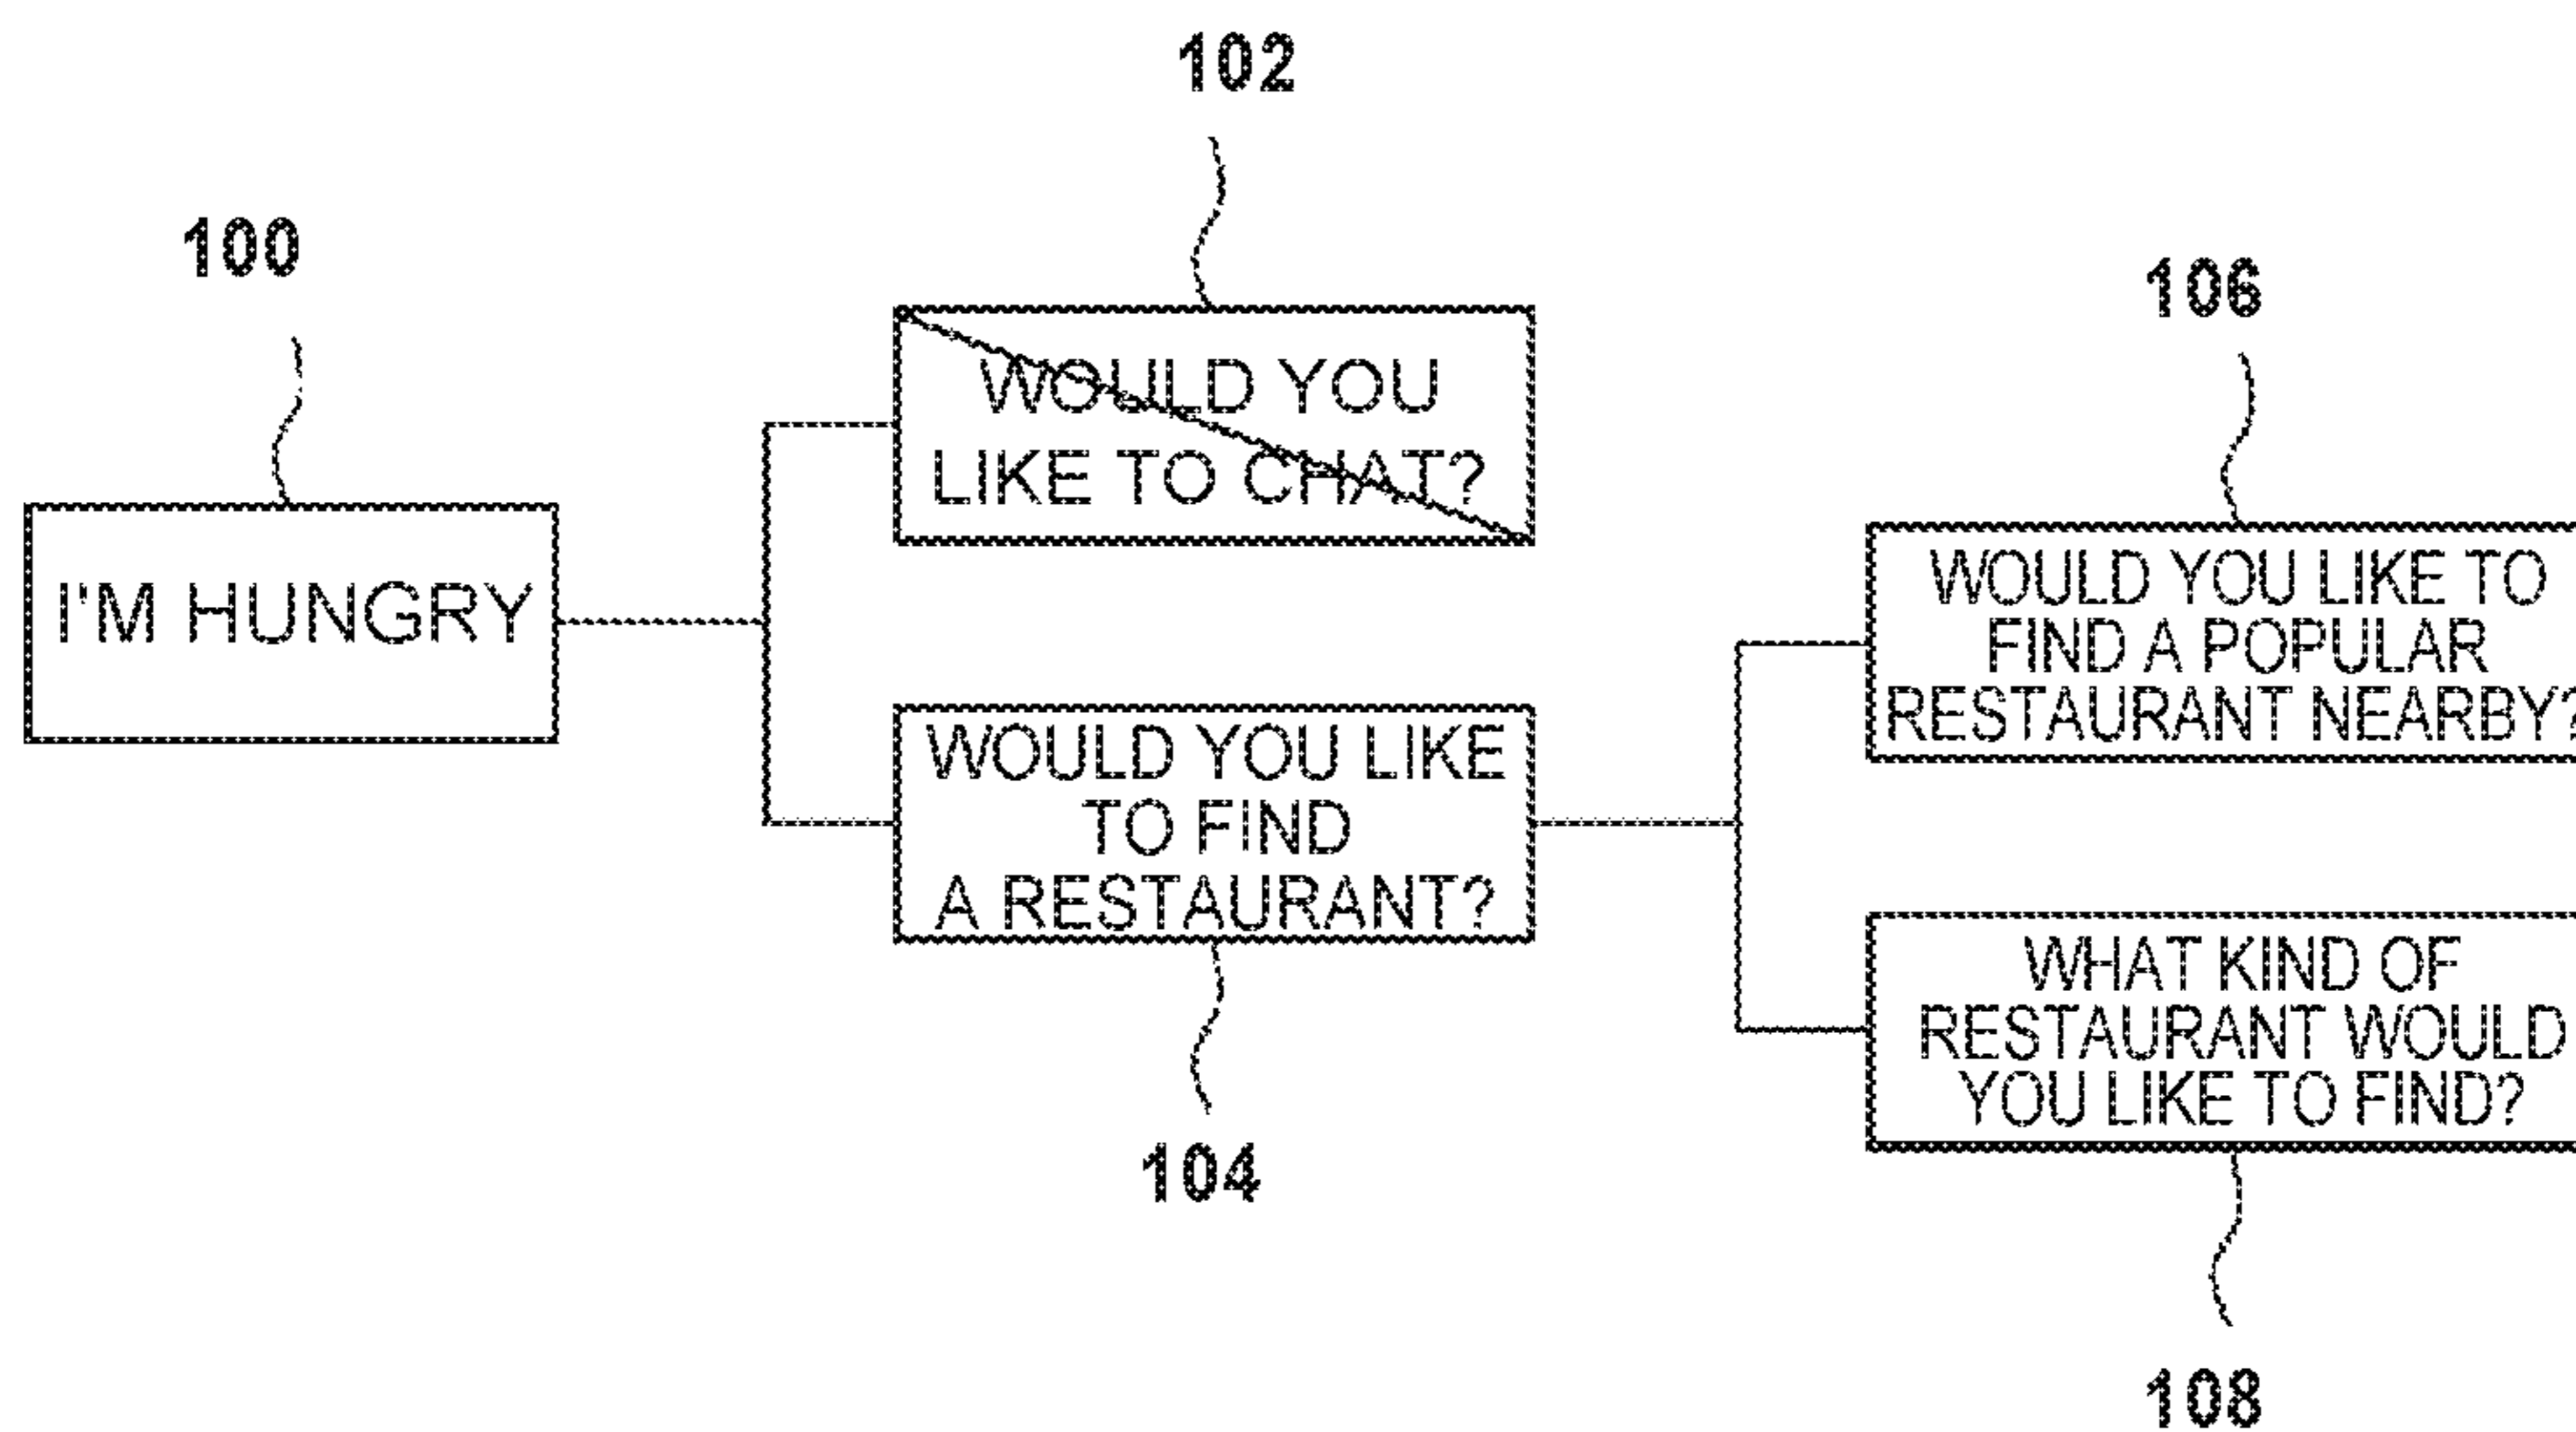 102
100
106
WOULD YOU
LIKE TO CHAT?
I'M HUNGRY
WOULD YOU LIKE TO
FIND A POPULAR
RESTAURANT NEARBY?
WOULD YOU LIKE
TO FIND
A RESTAURANT?
WHAT KIND OF
RESTAURANT WOULD
YOU LIKE TO FIND?
104
108